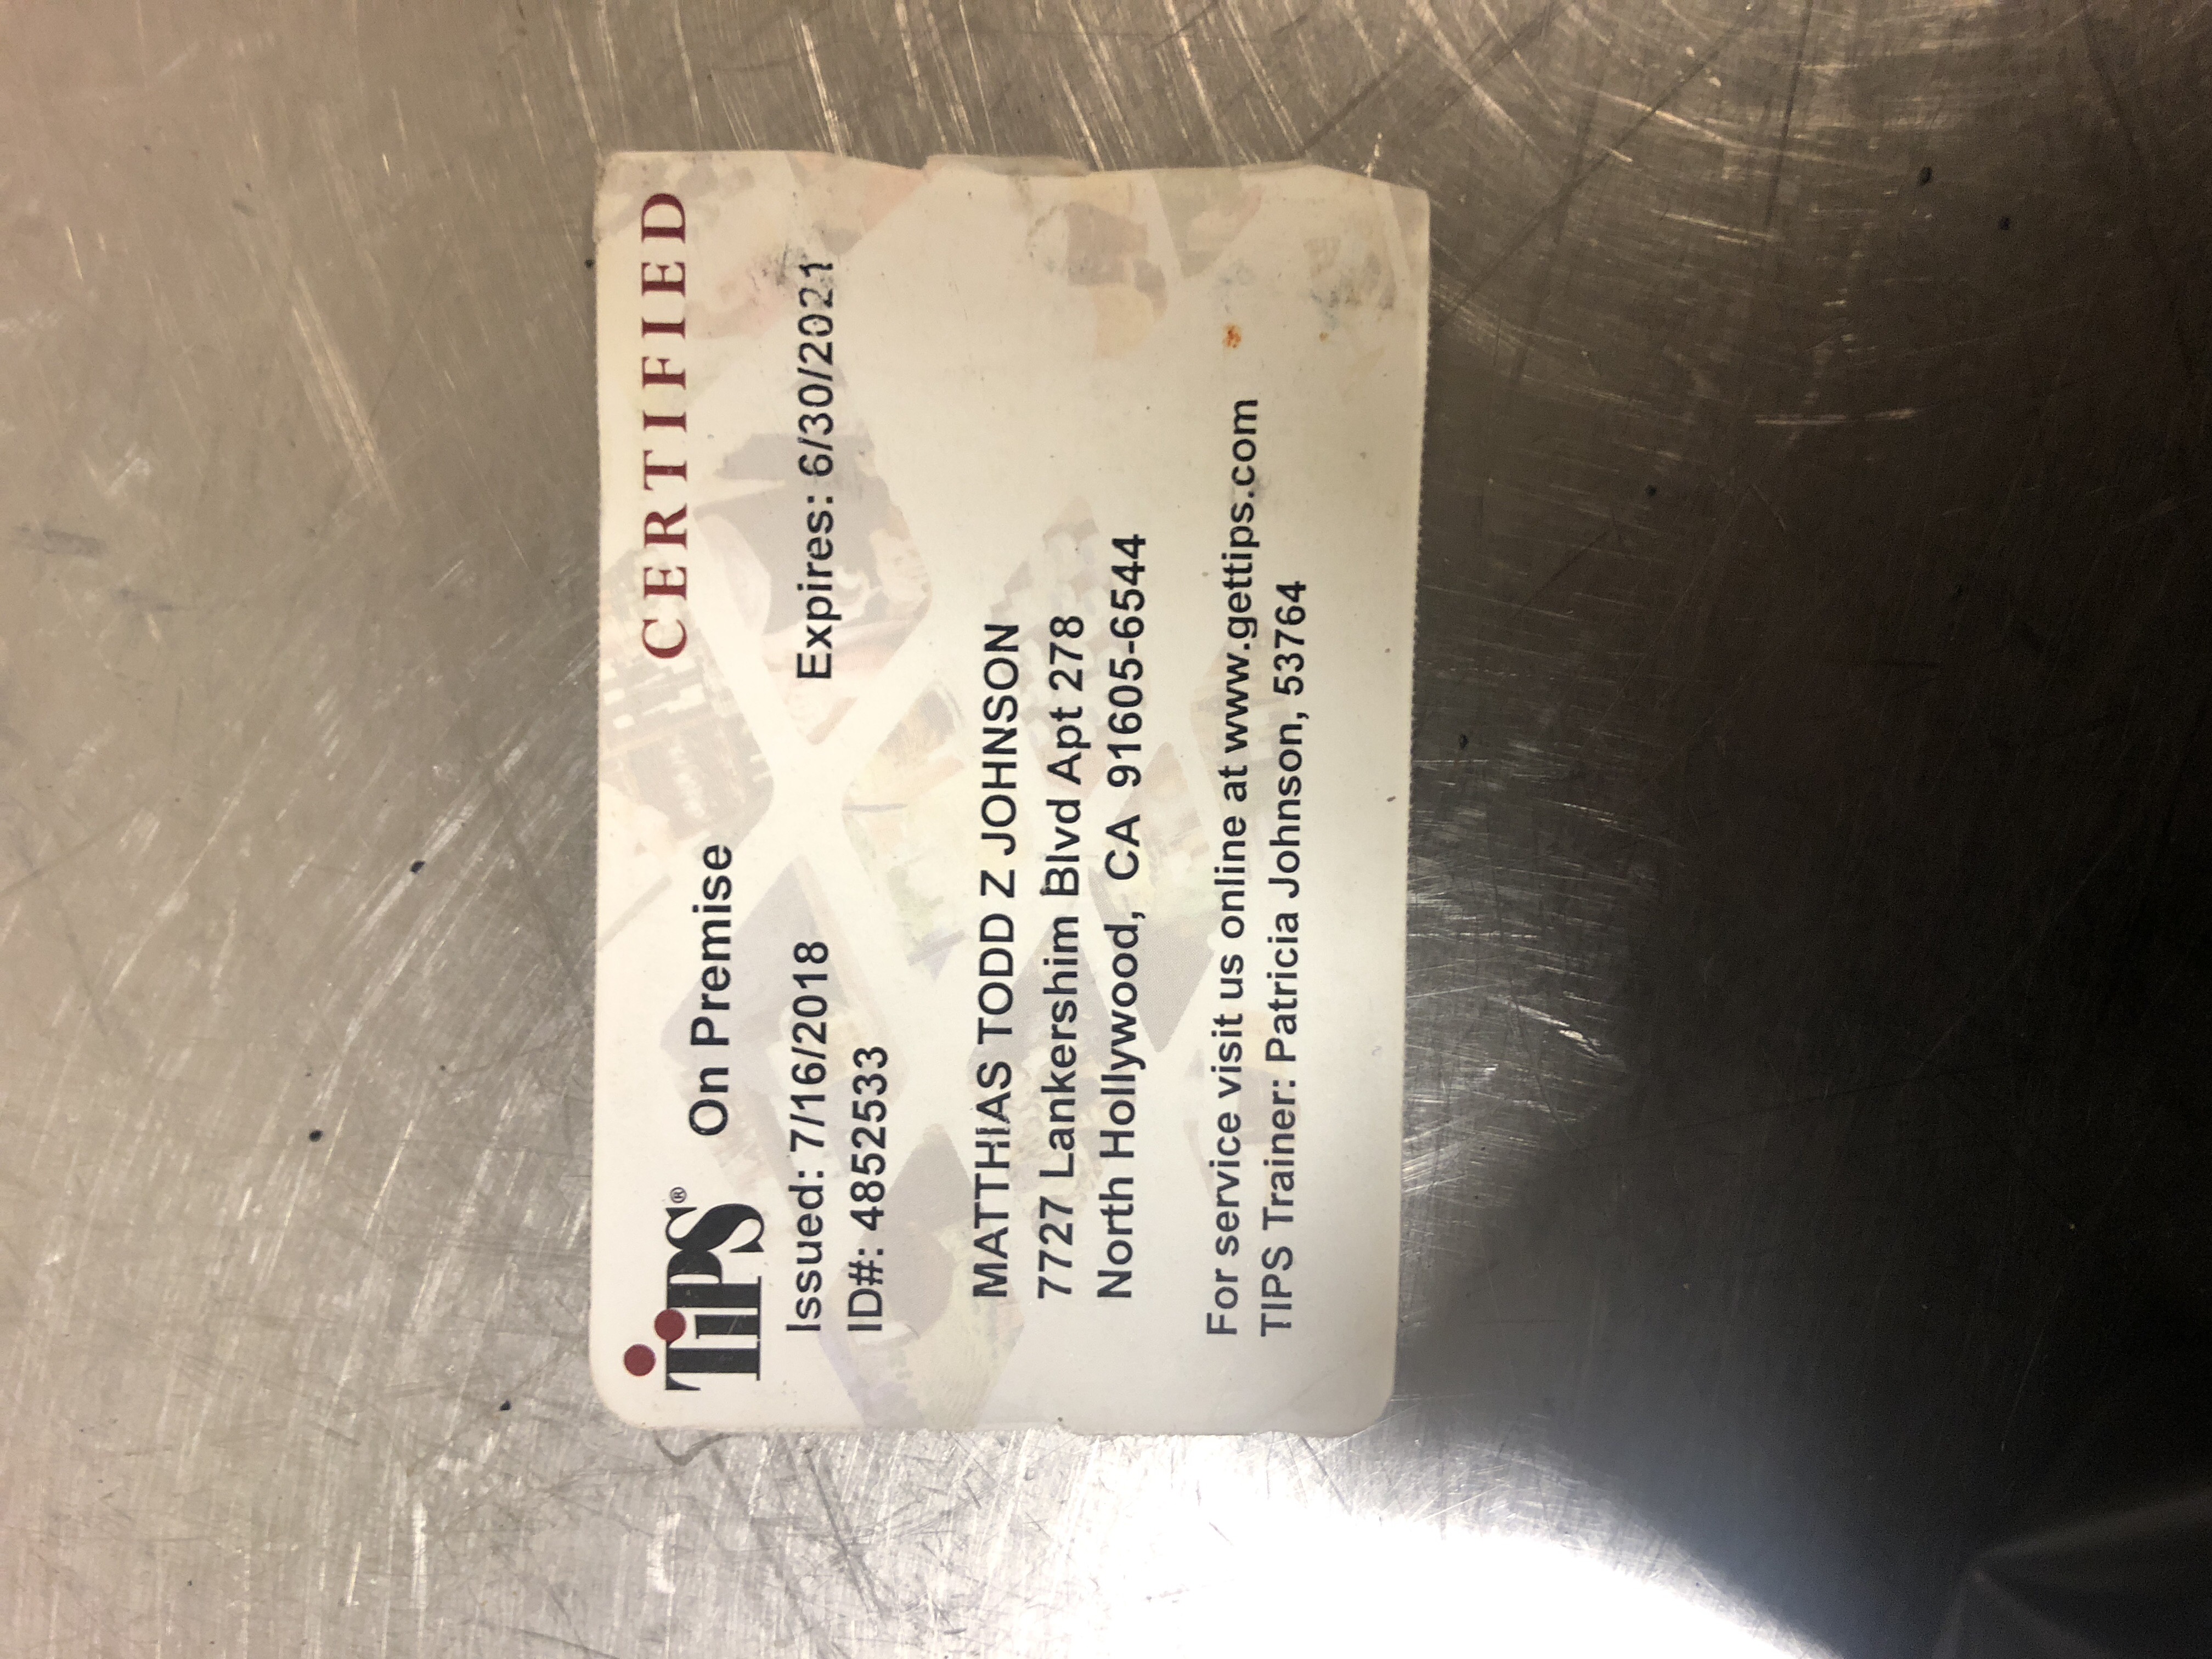 TiPS® On Premise CERTIFIED
Issued: 7/16/2018 Expires: 6/30/2021
ID#: 4852533
MATTHIAS TODD Z JOHNSON
7727 Lankershim Blvd Apt 278
North Hollywood, CA 91605-6544
For service visit us online at www.gettips.com
TIPS Trainer: Patricia Johnson, 53764